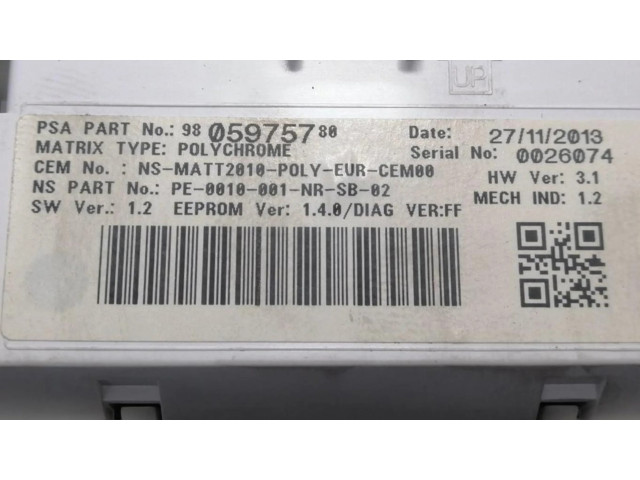 UP
PSA PART No.: 98 059757 80 Date: 27/11/2013
MATRIX TYPE: POLYCHROME Serial No: 0026074
CEM No. : NS-MATT2010-POLY-EUR-CEM00 HW Ver: 3.1
NS PART No.: PE-0010-001-NR-SB-02 MECH IND: 1.2
SW Ver.: 1.2 EEPROM Ver: 1.4.0/DIAG VER:FF